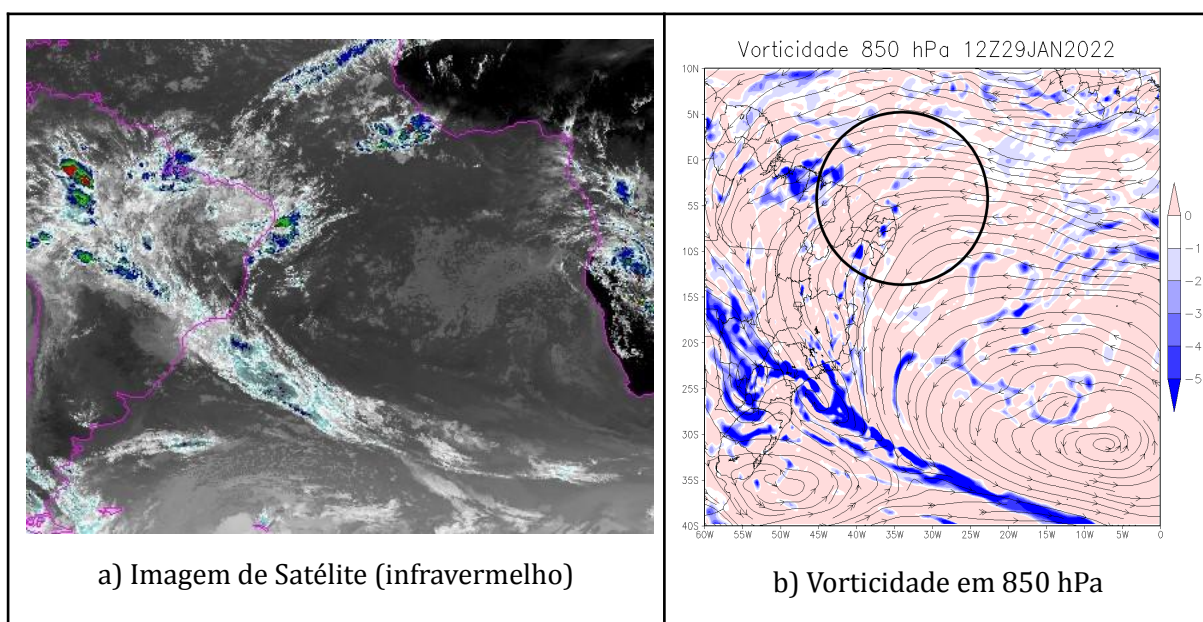 Vorticidade 850 hPa 12Z29JAN2022
10N
5N
EQ
5S
10S
15S
20S
25S
30S
35S
40S
60W 55W 50W 45W 40W 35W 30W 25W 20W 15W 10W 5W 0
0
-1
-2
-3
-4
-5
a) Imagem de Satélite (infravermelho)
b) Vorticidade em 850 hPa